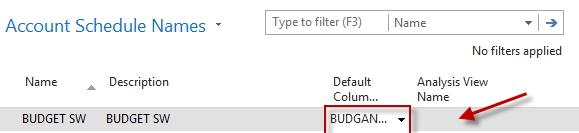 Account Schedule Names
Type to filter (F3)
Name
No filters applied
Name
Description
Default
Colum...
Analysis View
Name
BUDGET SW
BUDGET SW
BUDGAN...